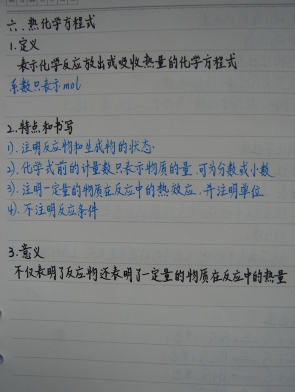 六.热化学方程式
1.定义
表示化学反应放出或吸收热量的化学方程式
系数只表示mol
2.特点和书写
1).注明反应物和生成物的状态.
2).化学式前的计量数只表示物质的量.可为分数或小数
3).注明一定量的物质在反应中的热效应.并注明单位
4).不注明反应条件
3.意义
不仅表明了反应物还表明了一定量的物质在反应中的热量